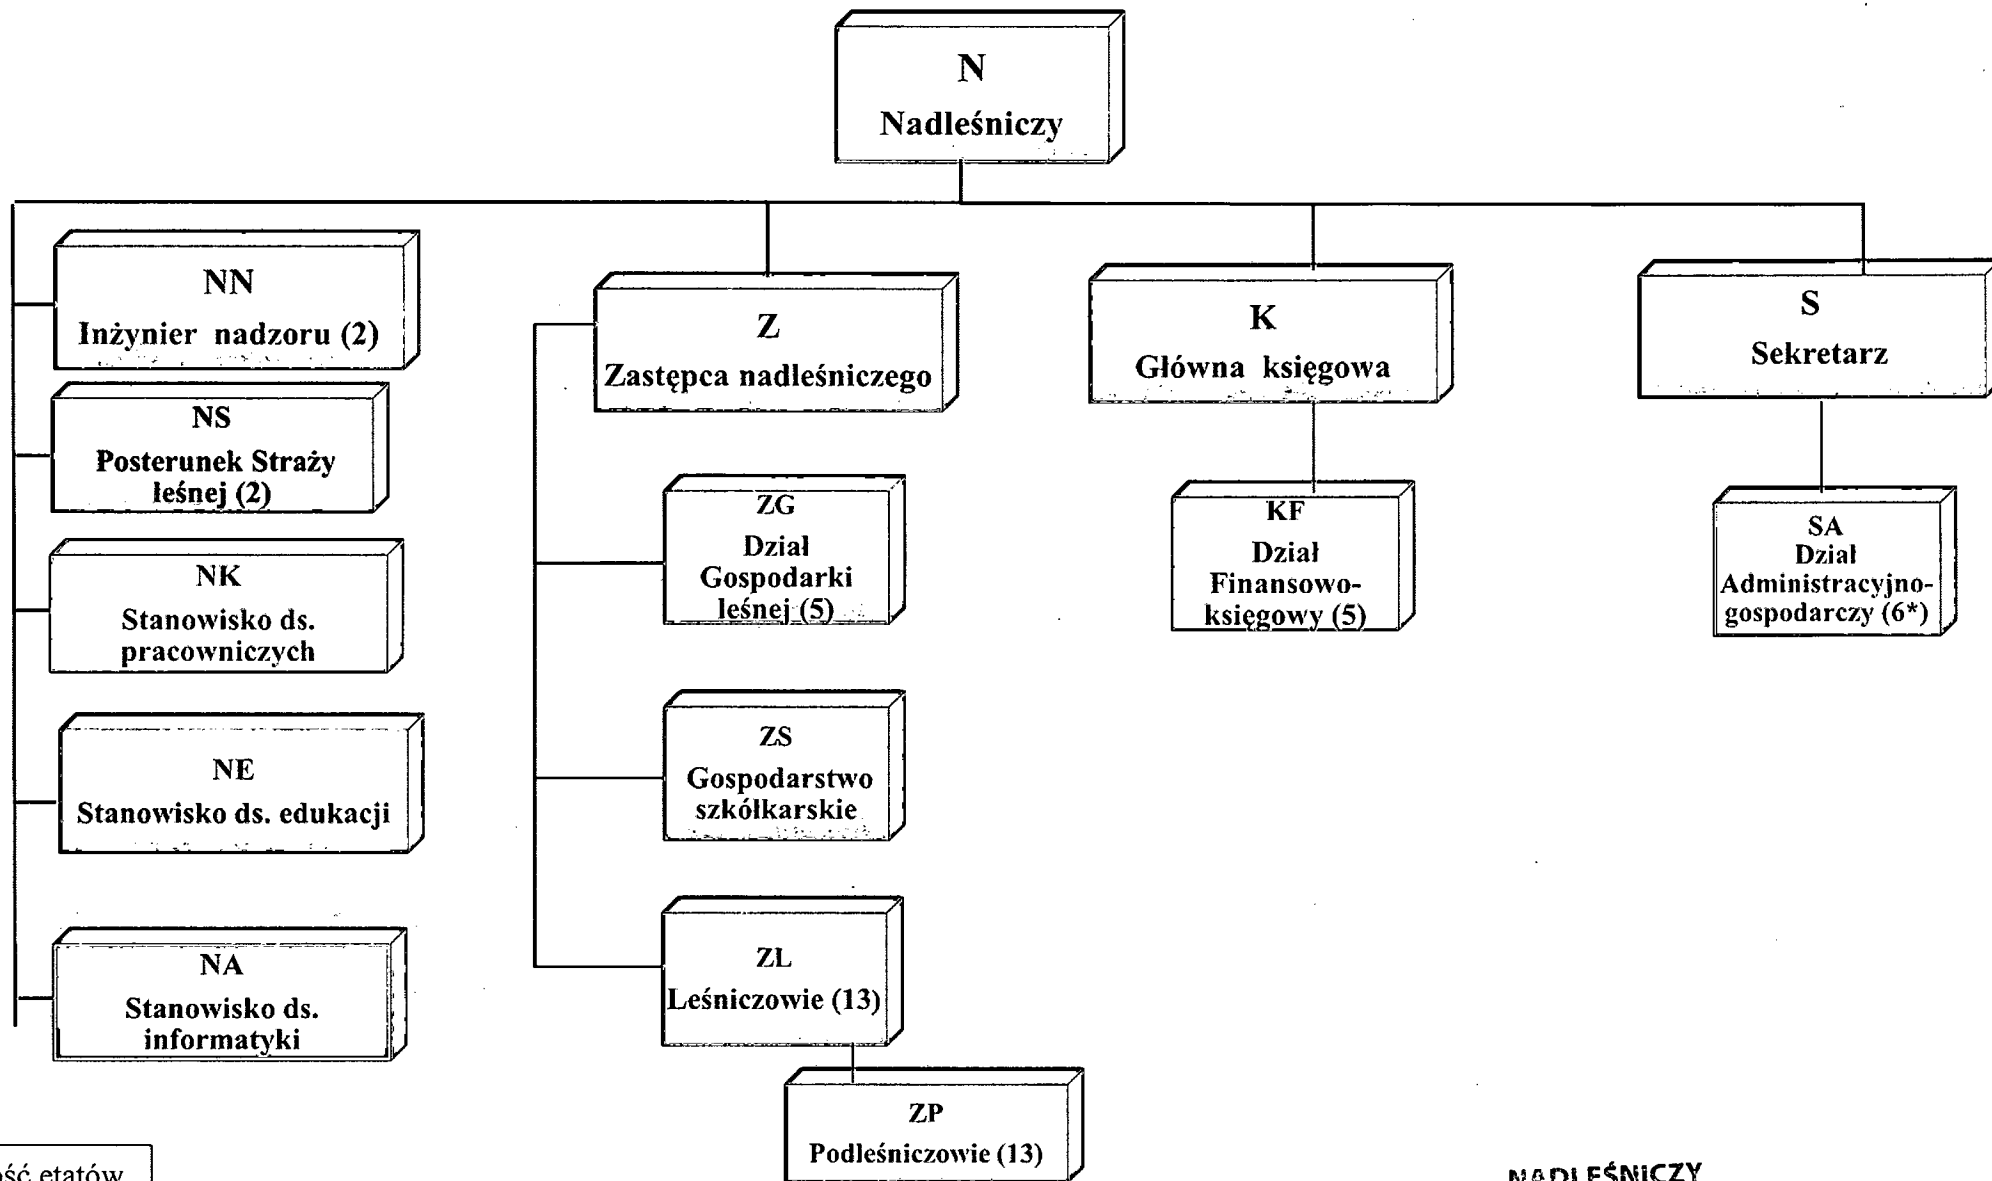 N
Nadleśniczy
NN
Inżynier nadzoru (2)
NS
Posterunek Straży
leśnej (2)
NK
Stanowisko ds.
pracowniczych
NE
Stanowisko ds. edukacji
NA
Stanowisko ds.
informatyki
Z
Zastępca nadleśniczego
ZG
Dział
Gospodarki
leśnej (5)
ZS
Gospodarstwo
szkółkarskie
ZL
Leśniczowie (13)
ZP
Podleśniczowie (13)
K
Główna księgowa
KF
Dział
Finansowo-
księgowy (5)
S
Sekretarz
SA
Dział
Administracyjno-
gospodarczy (6*)
etatów
NADLEŚNICZY